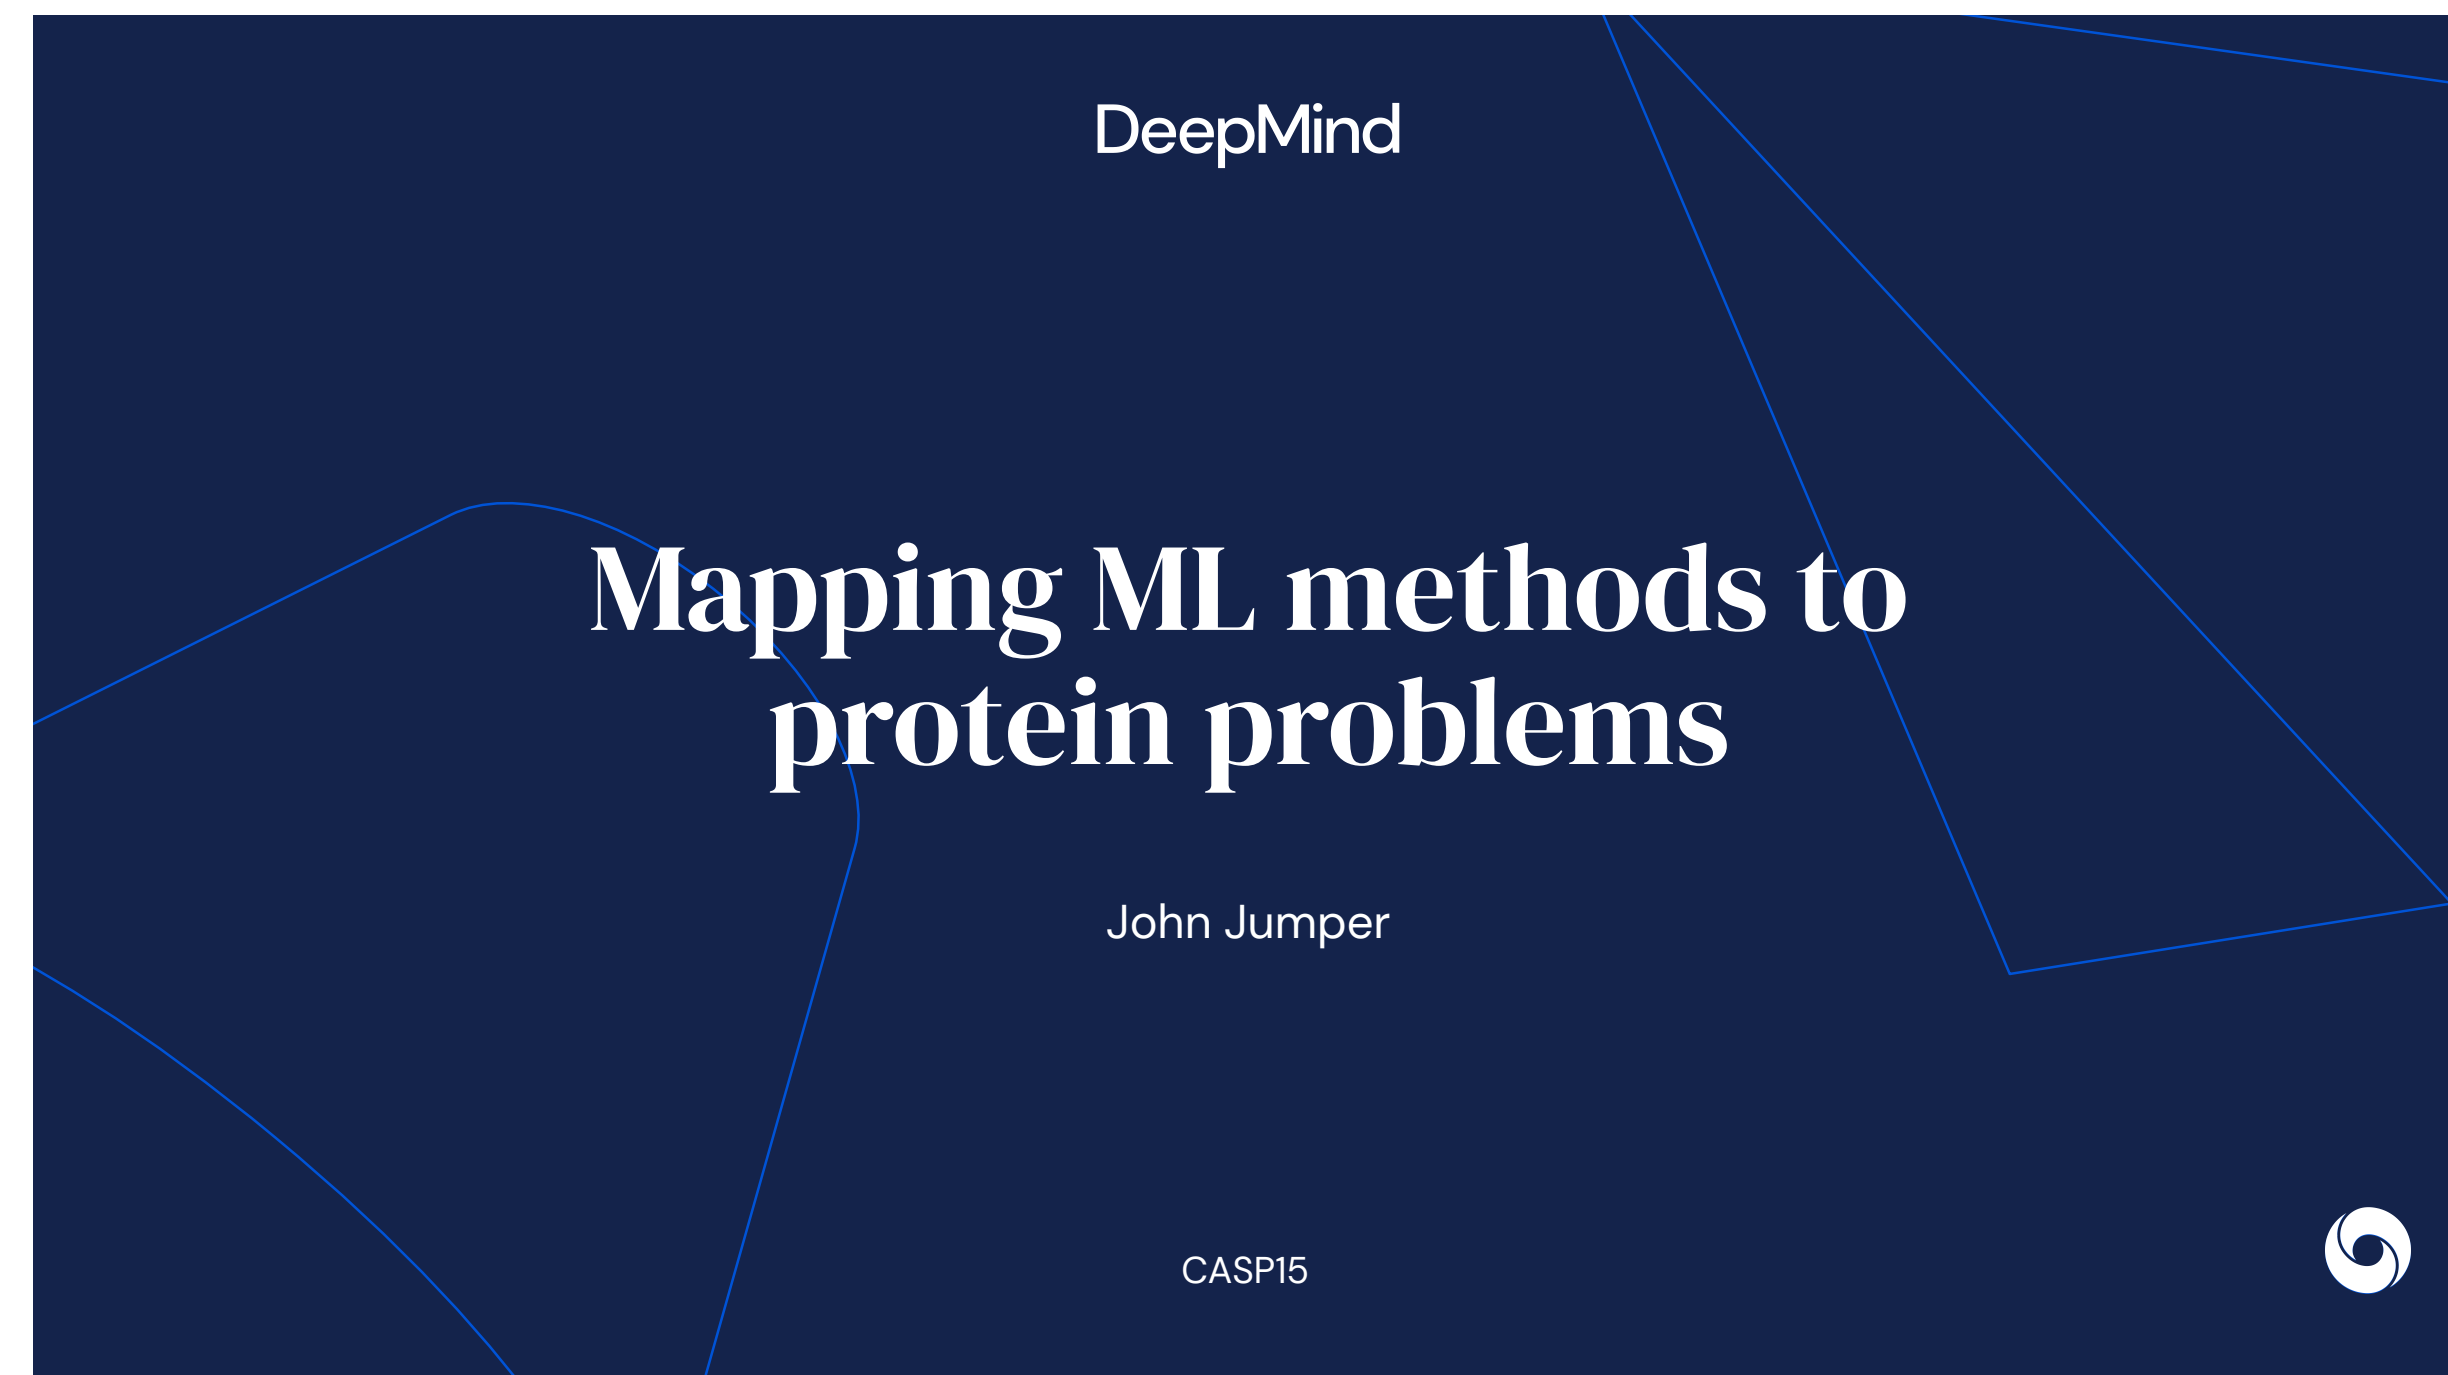 DeepMind
Mapping ML methods to
protein problems
John Jumper
CASP15